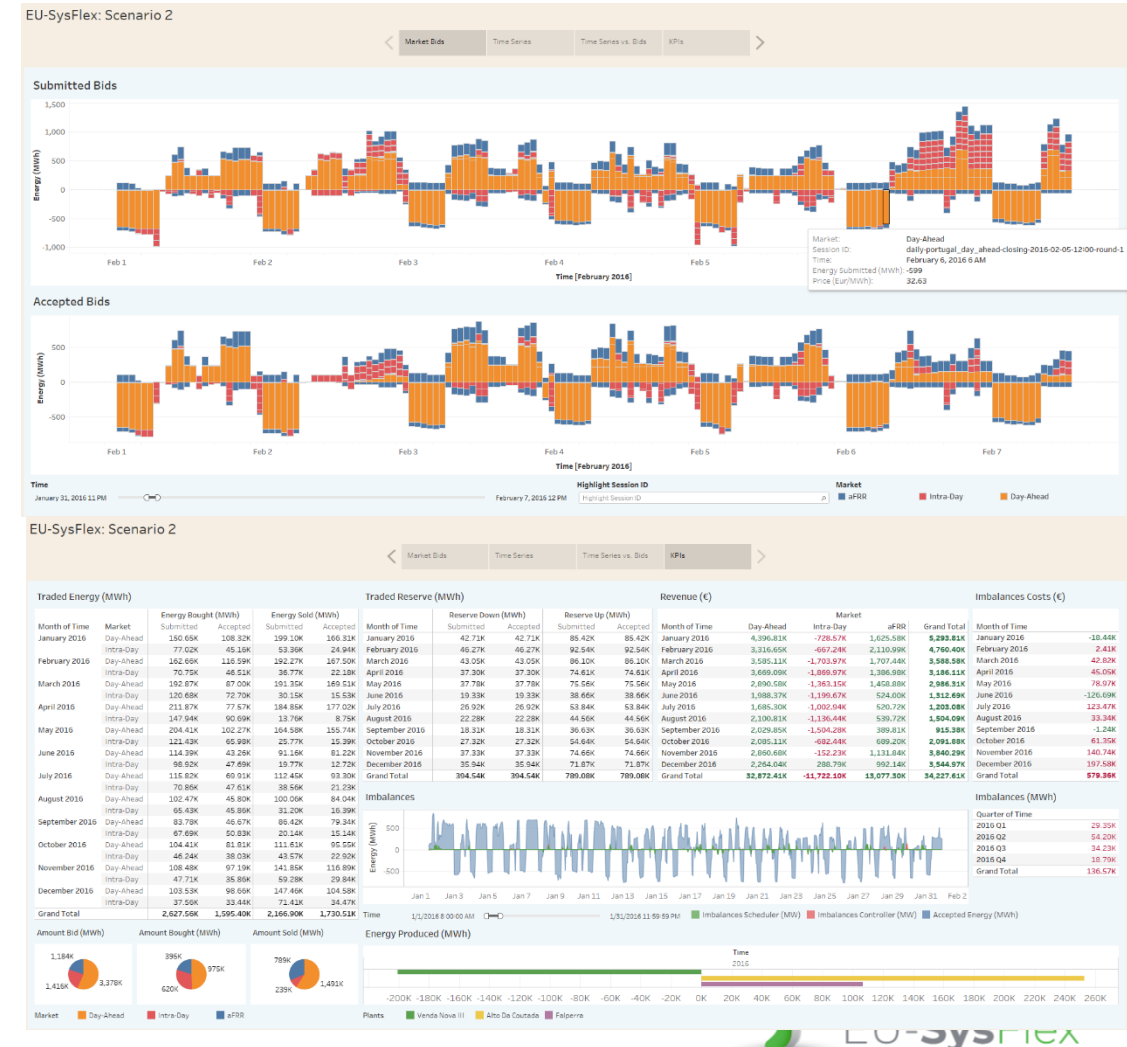 EU-SysFlex: Scenario 2
Market Bids Time Series Time Series vs. Bids KPIs
Submitted Bids
1,500
1,000
500
0
-500
-1,000
Energy (MWh)
Feb 1 Feb 2 Feb 3 Feb 4 Feb 5
Time [February 2016]
Market: Day-Ahead
Session ID: daily-portugal_day_ahead-closing-2016-02-05-12:00-round-1
Time: February 6, 2016 6 AM
Energy Submitted (MWh): -599
Price (Eur/MWh): 32.63
Accepted Bids
500
0
-500
Energy (MWh)
Feb 1 Feb 2 Feb 3 Feb 4 Feb 5 Feb 6 Feb 7
Time [February 2016]
Time Highlight Session ID Market
January 31, 2016 11 PM February 7, 2016 12 PM Highlight Session ID aFRR Intra-Day Day-Ahead
EU-SysFlex: Scenario 2
Market Bids Time Series Time Series vs. Bids KPIs
Traded Energy (MWh)
Energy Bought (MWh) Energy Sold (MWh)
Month of Time Market Submitted Accepted Submitted Accepted
January 2016 Day-Ahead 150.65K 108.32K 199.10K 166.31K
Intra-Day 77.02K 45.16K 53.36K 24.94K
February 2016 Day-Ahead 162.66K 116.59K 192.27K 167.50K
Intra-Day 70.75K 46.51K 36.77K 22.18K
March 2016 Day-Ahead 192.87K 87.00K 191.35K 169.51K
Intra-Day 120.68K 72.70K 30.15K 15.53K
April 2016 Day-Ahead 211.87K 77.57K 184.85K 177.02K
Intra-Day 147.94K 90.69K 13.76K 8.75K
May 2016 Day-Ahead 204.41K 102.27K 164.58K 155.74K
Intra-Day 121.43K 65.98K 25.77K 15.39K
June 2016 Day-Ahead 114.39K 43.26K 91.16K 81.22K
Intra-Day 98.92K 47.69K 19.77K 12.72K
July 2016 Day-Ahead 115.82K 69.91K 112.45K 93.30K
Intra-Day 70.86K 47.61K 38.56K 21.23K
August 2016 Day-Ahead 102.47K 45.80K 100.06K 84.04K
Intra-Day 65.43K 45.86K 31.20K 16.39K
September 2016 Day-Ahead 83.78K 46.67K 86.42K 79.34K
Intra-Day 67.69K 50.83K 20.14K 15.14K
October 2016 Day-Ahead 104.41K 81.81K 111.61K 95.55K
Intra-Day 46.24K 38.03K 43.57K 22.92K
November 2016 Day-Ahead 108.48K 97.19K 141.85K 116.89K
Intra-Day 47.71K 35.86K 59.28K 29.84K
December 2016 Day-Ahead 103.53K 98.66K 147.46K 104.58K
Intra-Day 37.56K 33.44K 71.41K 34.47K
Grand Total 2,627.56K 1,595.40K 2,166.90K 1,730.51K
Traded Reserve (MWh)
Reserve Down (MWh) Reserve Up (MWh)
Month of Time Submitted Accepted Submitted Accepted
January 2016 42.71K 42.71K 85.42K 85.42K
February 2016 46.27K 46.27K 92.54K 92.54K
March 2016 43.05K 43.05K 86.10K 86.10K
April 2016 37.30K 37.30K 74.61K 74.61K
May 2016 37.78K 37.78K 75.56K 75.56K
June 2016 19.33K 19.33K 38.66K 38.66K
July 2016 26.92K 26.92K 53.84K 53.84K
August 2016 22.28K 22.28K 44.56K 44.56K
September 2016 18.31K 18.31K 36.63K 36.63K
October 2016 27.32K 27.32K 54.64K 54.64K
November 2016 37.33K 37.33K 74.66K 74.66K
December 2016 35.94K 35.94K 71.87K 71.87K
Grand Total 394.54K 394.54K 789.08K 789.08K
Revenue (€)
Market
Month of Time Day-Ahead Intra-Day aFRR Grand Total
January 2016 4,396.81K -728.57K 1,625.58K 5,293.81K
February 2016 3,316.65K -667.24K 2,110.99K 4,760.40K
March 2016 3,585.11K -1,703.97K 1,707.44K 3,588.58K
April 2016 3,669.09K -1,869.97K 1,386.98K 3,186.11K
May 2016 2,890.58K -1,363.15K 1,458.89K 2,986.31K
June 2016 1,988.37K -1,199.67K 524.00K 1,312.69K
July 2016 1,685.30K -1,002.94K 520.72K 1,203.08K
August 2016 2,100.81K -1,136.44K 539.72K 1,504.09K
September 2016 2,029.85K -1,504.28K 389.81K 915.38K
October 2016 2,085.11K -682.44K 689.20K 2,091.88K
November 2016 2,860.68K -152.23K 1,131.84K 3,840.29K
December 2016 2,264.04K 288.79K 992.14K 3,544.97K
Grand Total 32,872.41K -11,722.10K 13,077.30K 34,227.61K
Imbalances Costs (€)
Month of Time
January 2016 -18.44K
February 2016 2.41K
March 2016 42.82K
April 2016 45.05K
May 2016 78.97K
June 2016 -126.69K
July 2016 123.47K
August 2016 33.34K
September 2016 -1.24K
October 2016 61.35K
November 2016 140.74K
December 2016 197.58K
Grand Total 579.36K
Imbalances
500
0
-500
Energy (MWh)
Jan 1 Jan 3 Jan 5 Jan 7 Jan 9 Jan 11 Jan 13 Jan 15 Jan 17 Jan 19 Jan 21 Jan 23 Jan 25 Jan 27 Jan 29 Jan 31 Feb 2
Time 1/1/2016 8:00:00 AM 1/31/2016 11:59:59 PM Imbalances Scheduler (MW) Imbalances Controller (MW) Accepted Energy (MWh)
Imbalances (MWh)
Quarter of Time
2016 Q1 29.35K
2016 Q2 54.20K
2016 Q3 34.23K
2016 Q4 18.79K
Grand Total 136.57K
Amount Bid (MWh) Amount Bought (MWh) Amount Sold (MWh)
1,184K 1,416K 3,378K
395K 620K 975K
789K 239K 1,491K
Market Day-Ahead Intra-Day aFRR
Energy Produced (MWh)
Time
2016
-200K -180K -160K -140K -120K -100K -80K -60K -40K -20K 0K 20K 40K 60K 80K 100K 120K 140K 160K 180K 200K 220K 240K 260K
Plants Venda Nova III Alto Da Coutada Falperra
EU-SysFlex